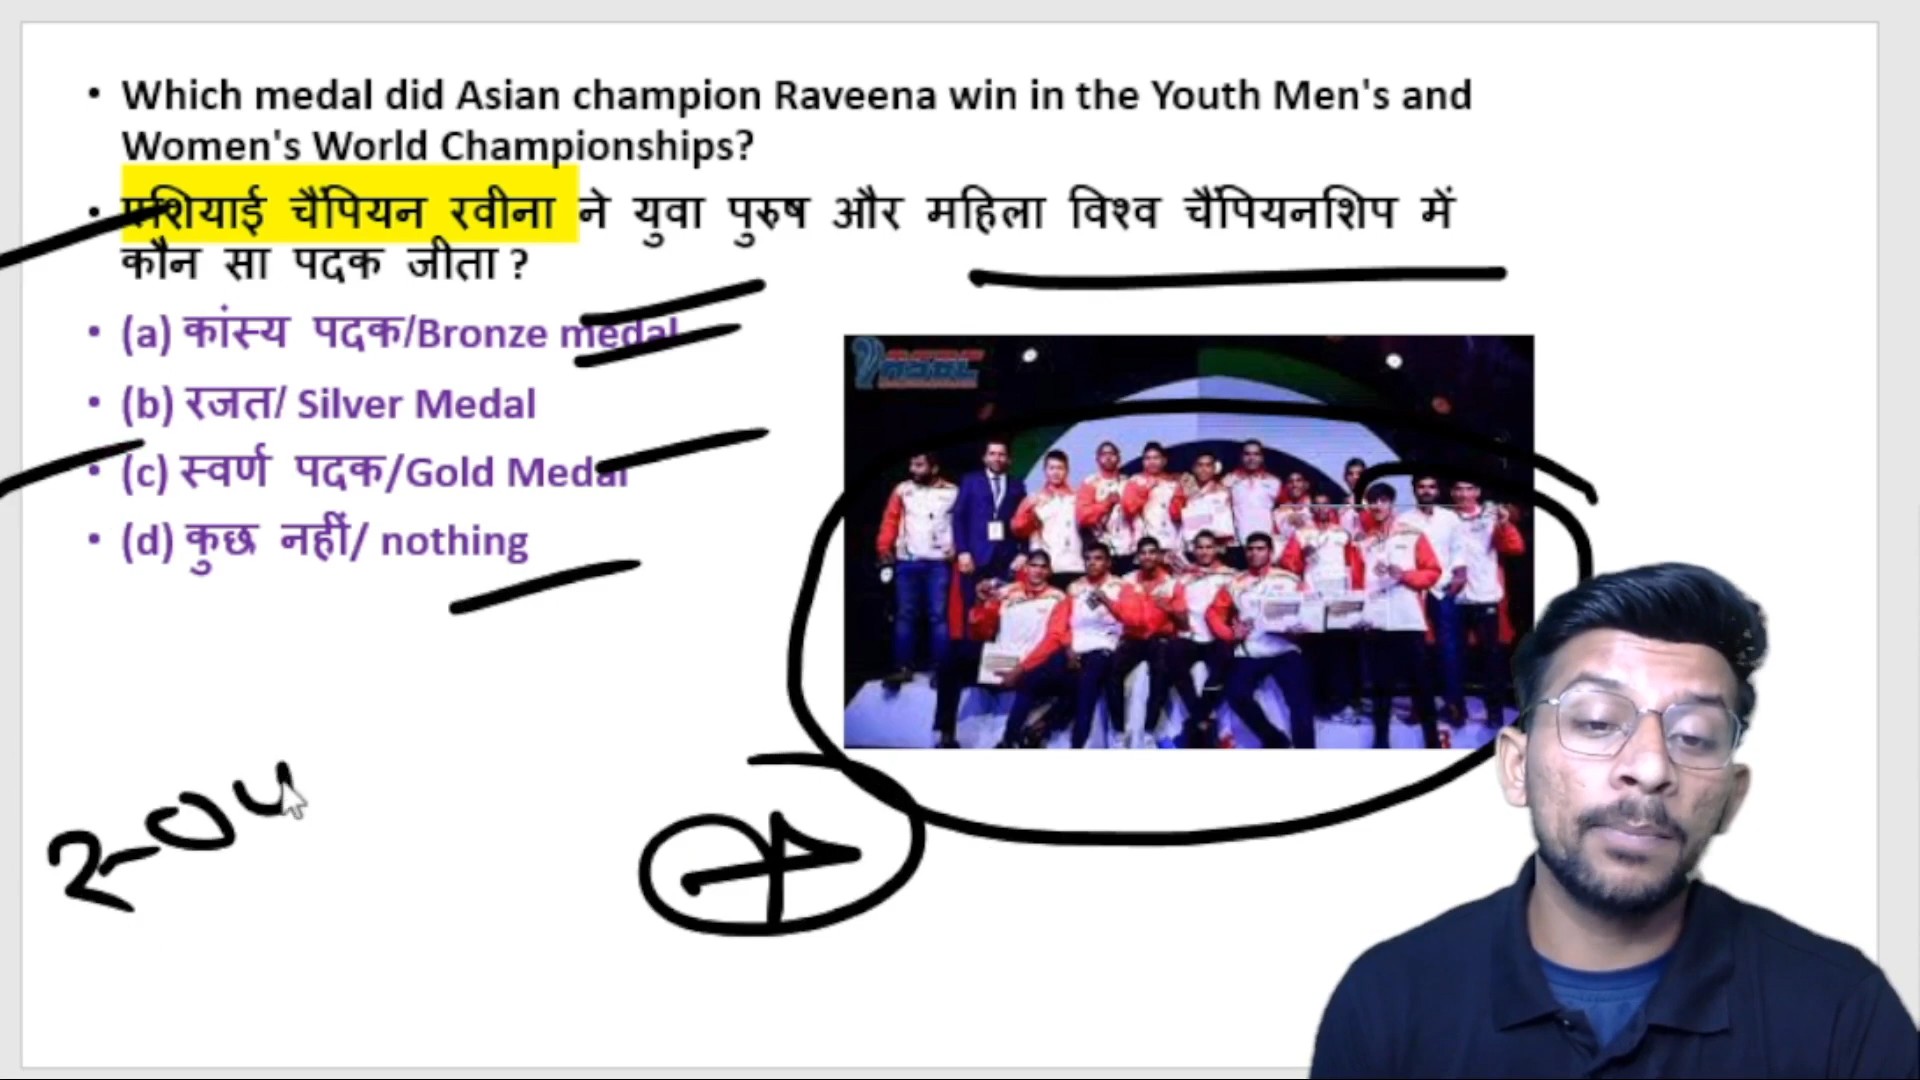 • Which medal did Asian champion Raveena win in the Youth Men's and
Women's World Championships?
• एशियाई चैंपियन रवीना ने युवा पुरुष और महिला विश्व चैंपियनशिप में
कौन सा पदक जीता ?
• (a) कांस्य पदक/Bronze medal
• (b) रजत/ Silver Medal
• (c) स्वर्ण पदक/Gold Medal
• (d) कुछ नहीं/ nothing